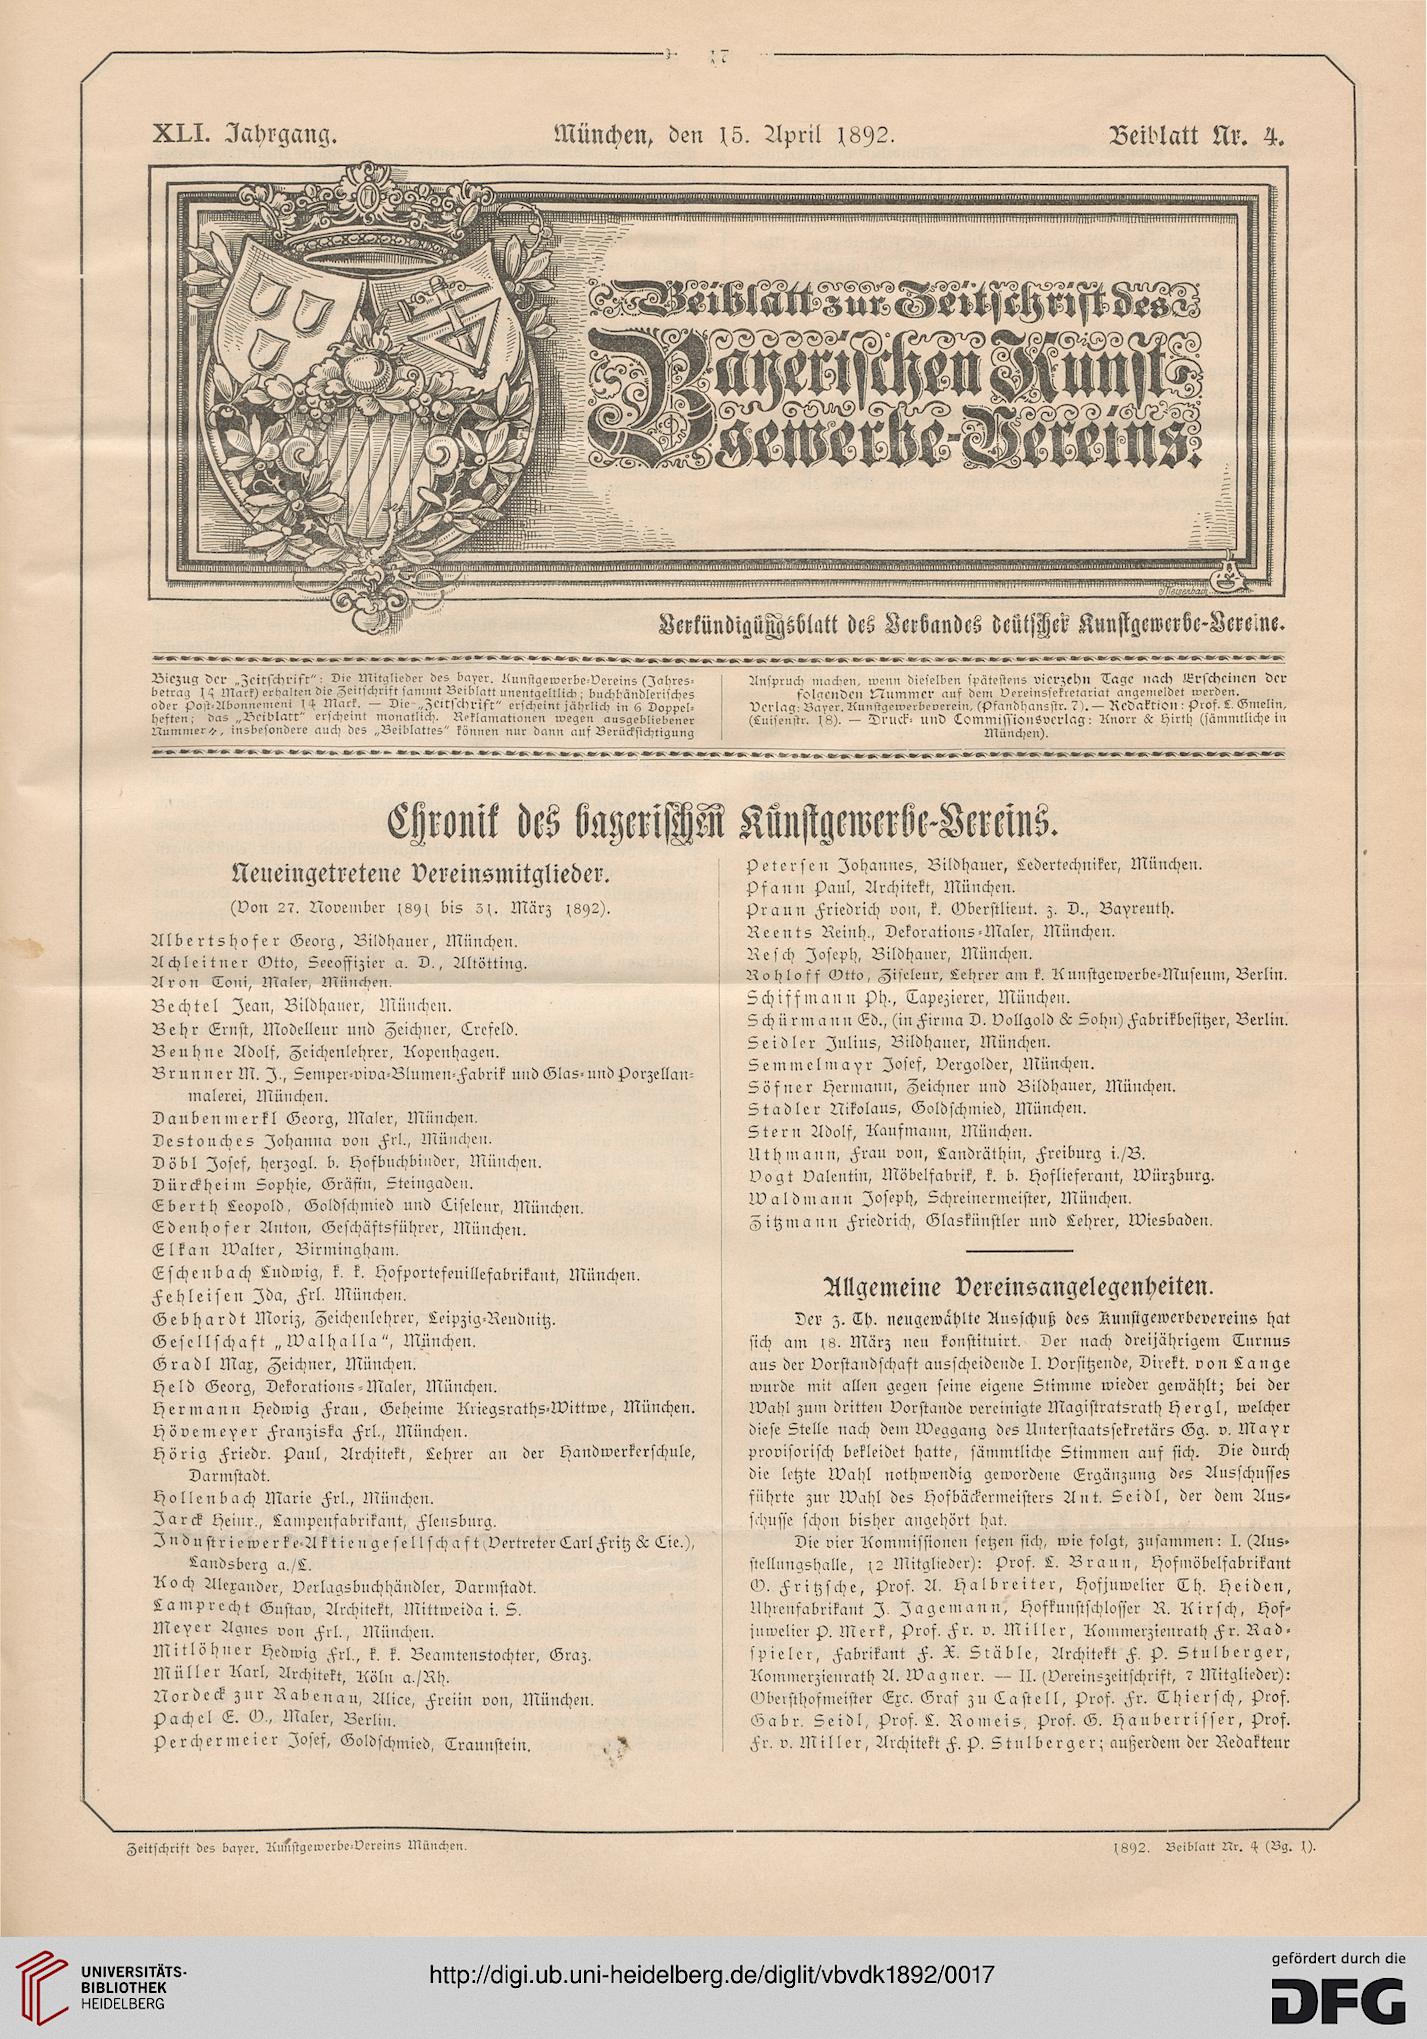 17
XLI. Jahrgang.
München, den 15. April 1892.
Beiblatt Nr. 4.
Beiblatt zur Zeitschrift des
Bayerischen Kunst-
gewerbe-Vereins.
Meisenbach
Verkündigungsblatt des Verbandes deutscher Kunstgewerbe-Vereine.
Bezug der „Zeitschrift“: Die Mitglieder des bayer. Kunstgewerbe-Vereins (Jahres-
betrag 14 Mark) erhalten die Zeitschrift sammt Beiblatt unentgeltlich; buchhändlerisches
oder Post-Abonnement 14 Mark. — Die „Zeitschrift“ erscheint jährlich in 6 Doppel-
heften; das „Beiblatt“ erscheint monatlich. Reklamationen wegen ausgebliebener
Nummern, insbesondere auch des „Beiblattes“ können nur dann auf Berücksichtigung
Anspruch machen, wenn dieselben spätestens vierzehn Tage nach Erscheinen der
folgenden Nummer auf dem Vereinssekretariat angemeldet werden.
Verlag: Bayer. Kunstgewerbeverein, (Pfandhausstr. 7). — Redaktion: Prof. L. Gmelin,
(Luisenstr. 18). — Druck- und Commissionsverlag: Knorr & Hirth (sämmtliche in
München).
Chronik des bayerischen Kunstgewerbe-Vereins.
Neueingetretene Vereinsmitglieder.
(Von 27. November 1891 bis 31. März 1892).
Albertshofer Georg, Bildhauer, München.
Achleitner Otto, Seeoffizier a. D., Altötting.
Aron Toni, Maler, München.
Bechtel Jean, Bildhauer, München.
Behr Ernst, Modelleur und Zeichner, Crefeld.
Beuhne Adolf, Zeichenlehrer, Kopenhagen.
Brunner M. J., Semper-viva-Blumen-Fabrik und Glas- und Porzellan-
malerei, München.
Daubenmerkl Georg, Maler, München.
Destouches Johanna von Frl., München.
Döbl Josef, herzogl. b. Hofbuchbinder, München.
Dürckheim Sophie, Gräfin, Steingaden.
Eberth Leopold, Goldschmied und Ciseleur, München.
Edenhofer Anton, Geschäftsführer, München.
Elkan Walter, Birmingham.
Eschenbach Ludwig, k. k. Hofportefeuillefabrikant, München.
Fehleisen Ida, Frl. München.
Gebhardt Moriz, Zeichenlehrer, Leipzig-Reudnitz.
Gesellschaft „Walhalla“, München.
Gradl Max, Zeichner, München.
Held Georg, Dekorations-Maler, München.
Hermann Hedwig Frau, Geheime Kriegsraths-Wittwe, München.
Hövemeyer Franziska Frl., München.
Hörig Friedr. Paul, Architekt, Lehrer an der Handwerkerschule,
Darmstadt.
Hollenbach Marie Frl., München.
Jarck Heinr., Lampenfabrikant, Flensburg.
Industriewerke-Aktiengesellschaft (Vertreter Carl Fritz & Cie.),
Landsberg a./L.
Koch Alexander, Verlagsbuchhändler, Darmstadt.
Lamprecht Gustav, Architekt, Mittweida i. S.
Meyer Agnes von Frl., München.
Mitlöhner Hedwig Frl., k. k. Beamtenstochter, Graz.
Müller Karl, Architekt, Köln a./Rh.
Nordeck zur Rabenau, Alice, Freiin von, München.
Pachel E. O., Maler, Berlin.
Perchermeier Josef, Goldschmied, Traunstein.
Petersen Johannes, Bildhauer, Ledertechniker, München.
Pfann Paul, Architekt, München.
Praun Friedrich von, k. Oberstlieut. z. D., Bayreuth.
Reents Reinh., Dekorations-Maler, München.
Resch Joseph, Bildhauer, München.
Rohloff Otto, Ziseleur, Lehrer am k. Kunstgewerbe-Museum, Berlin.
Schiffmann Ph., Tapezierer, München.
Schürmann Ed., (in Firma D. Vollgold & Sohn) Fabrikbesitzer, Berlin.
Seidler Julius, Bildhauer, München.
Semmelmayr Josef, Vergolder, München.
Söfner Hermann, Zeichner und Bildhauer, München.
Stadler Nikolaus, Goldschmied, München.
Stern Adolf, Kaufmann, München.
Uthmann, Frau von, Landräthin, Freiburg i./B.
Vogt Valentin, Möbelfabrik, k. b. Hoflieferant, Würzburg.
Waldmann Joseph, Schreinermeister, München.
Zitzmann Friedrich, Glaskünstler und Lehrer, Wiesbaden.
Allgemeine Vereinsangelegenheiten.
Der z. Th. neugewählte Ausschuß des Kunstgewerbevereins hat
sich am 18. März neu konstituirt. Der nach dreijährigem Turnus
aus der Vorstandschaft ausscheidende I. Vorsitzende, Direkt. von Lange
wurde mit allen gegen seine eigene Stimme wieder gewählt; bei der
Wahl zum dritten Vorstande vereinigte Magistratsrath Hergl, welcher
diese Stelle nach dem Weggang des Unterstaatssekretärs Gg. v. Mayr
provisorisch bekleidet hatte, sämmtliche Stimmen auf sich. Die durch
die letzte Wahl nothwendig gewordene Ergänzung des Ausschusses
führte zur Wahl des Hofbäckermeisters Ant. Seidl, der dem Aus-
schusse schon bisher angehört hat.
Die vier Kommissionen setzen sich, wie folgt, zusammen: I. (Aus-
stellungshalle, 12 Mitglieder): Prof. L. Braun, Hofmöbelfabrikant
O. Fritzsche, Prof. A. Halbreiter, Hofjuwelier Th. Heiden,
Uhrenfabrikant J. Jagemann, Hofkunstschlosser R. Kirsch, Hof-
juwelier P. Merk, Prof. Fr. v. Miller, Kommerzienrath Fr. Rad-
spieler, Fabrikant F. X. Stäble, Architekt F. P. Stulberger,
Kommerzienrath A. Wagner. — II. (Vereinszeitschrift, 7 Mitglieder):
Obersthofmeister Exc. Graf zu Castell, Prof. Fr. Thiersch, Prof.
Gabr. Seidl, Prof. L. Romeis, Prof. G. Hauberrisser, Prof.
Fr. v. Miller, Architekt F. P. Stulberger; außerdem der Redakteur
Zeitschrift des bayer. Kunstgewerbe-Vereins München.
1892. Beiblatt Nr. 4 (Bg. 1).
UNIVERSITÄTS-
BIBLIOTHEK
HEIDELBERG
http://digi.ub.uni-heidelberg.de/diglit/vbvdk1892/0017
gefördert durch die
DFG